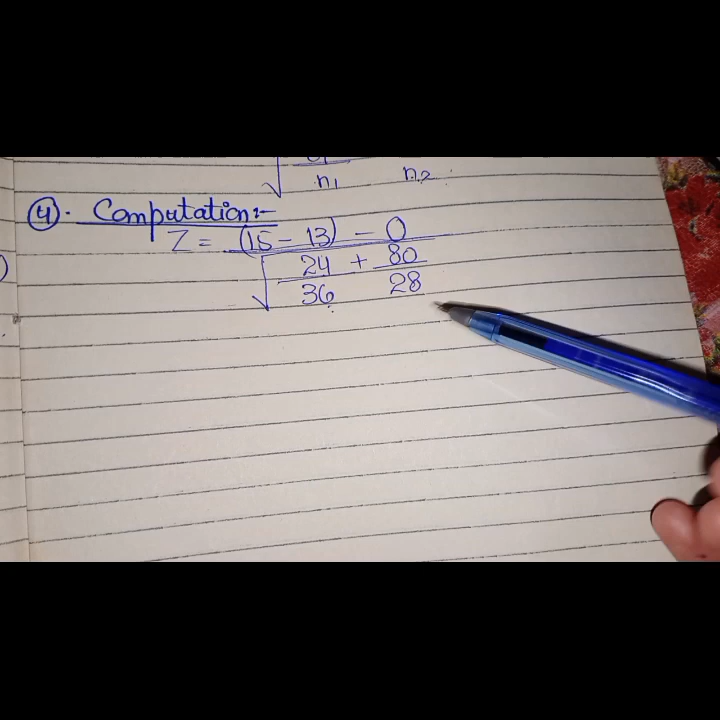 n₁ n₂
④. Computation:-
Z = (15 - 13) - 0
√ 24 + 80
36 28